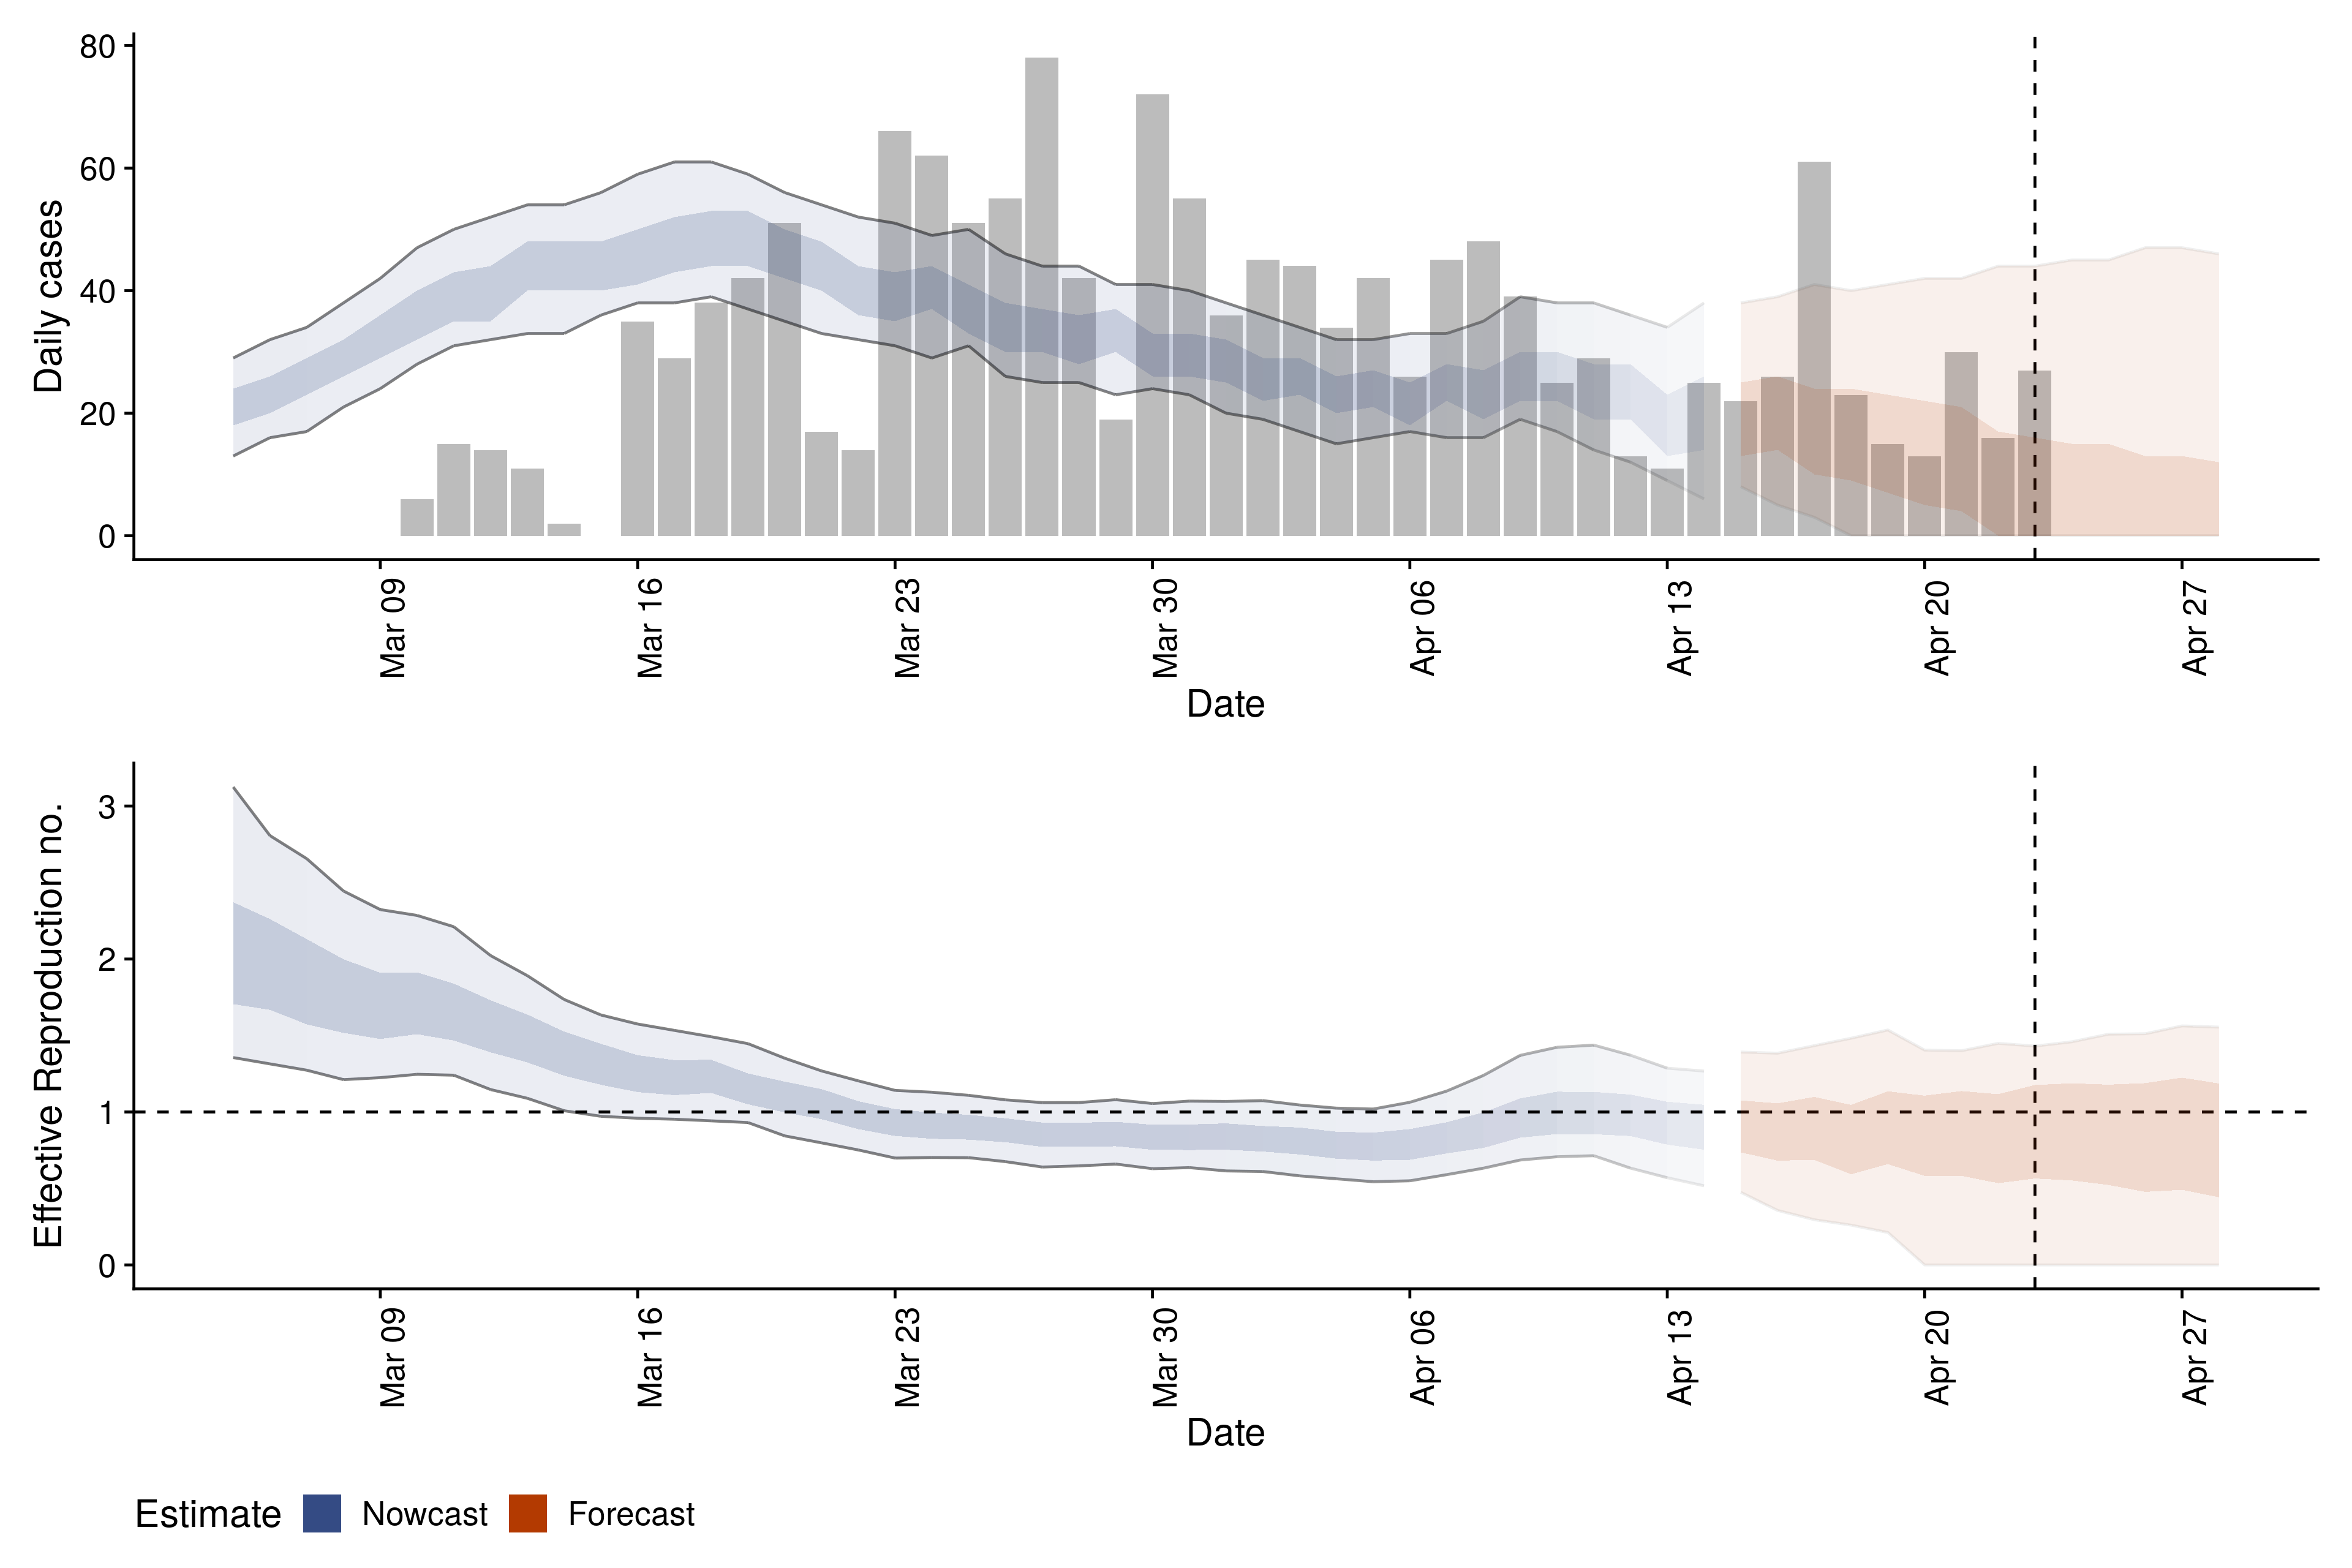 80
60
40
20
0
Daily cases
Mar 09
Mar 16
Mar 23
Mar 30
Apr 06
Apr 13
Apr 20
Apr 27
Date
3
2
1
0
Effective Reproduction no.
Mar 09
Mar 16
Mar 23
Mar 30
Apr 06
Apr 13
Apr 20
Apr 27
Date
Estimate Nowcast Forecast